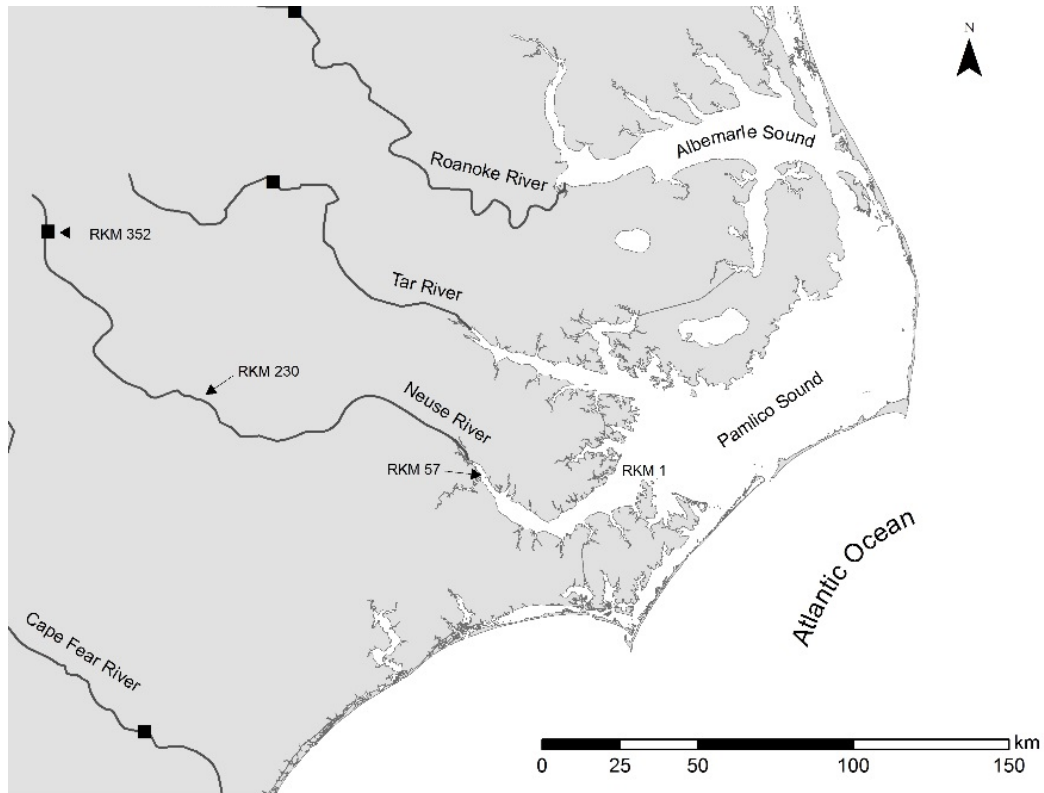 N
Albemarle Sound
Roanoke River
RKM 352
Tar River
RKM 230
Neuse River
Pamlico Sound
RKM 57
RKM 1
Atlantic Ocean
Cape Fear River
km
0 25 50 100 150